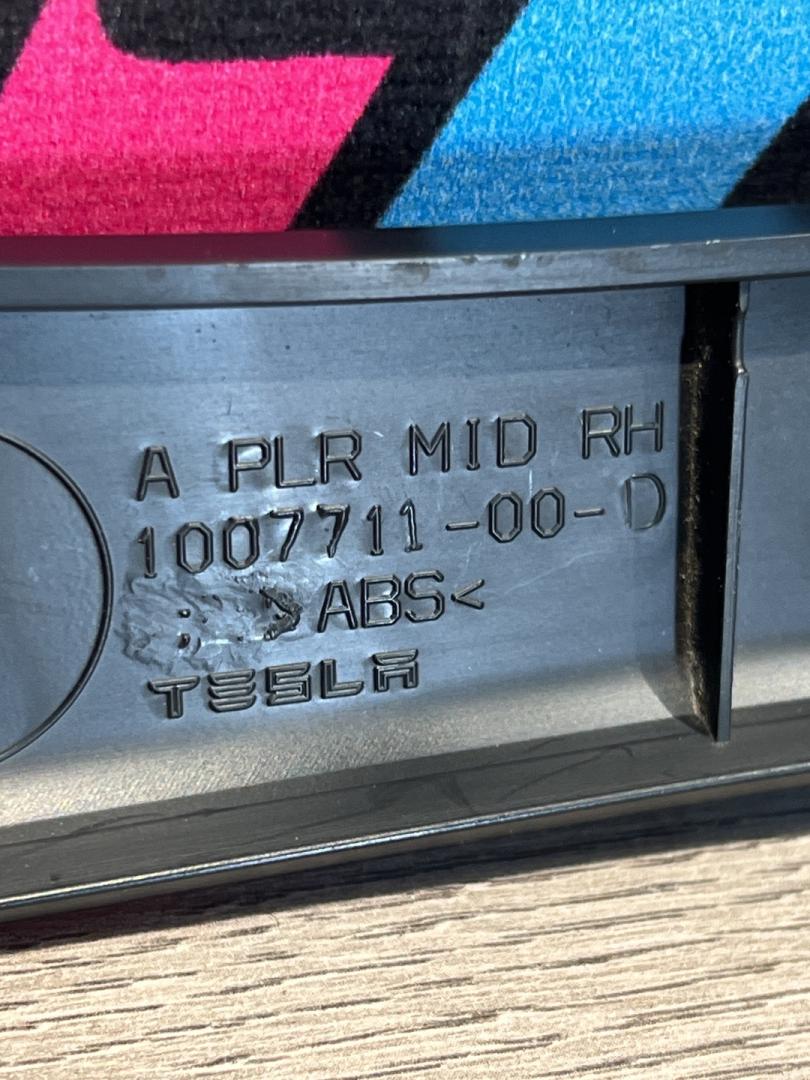 A PLR MID RH
1007711-00-D
>ABS<
TESLA